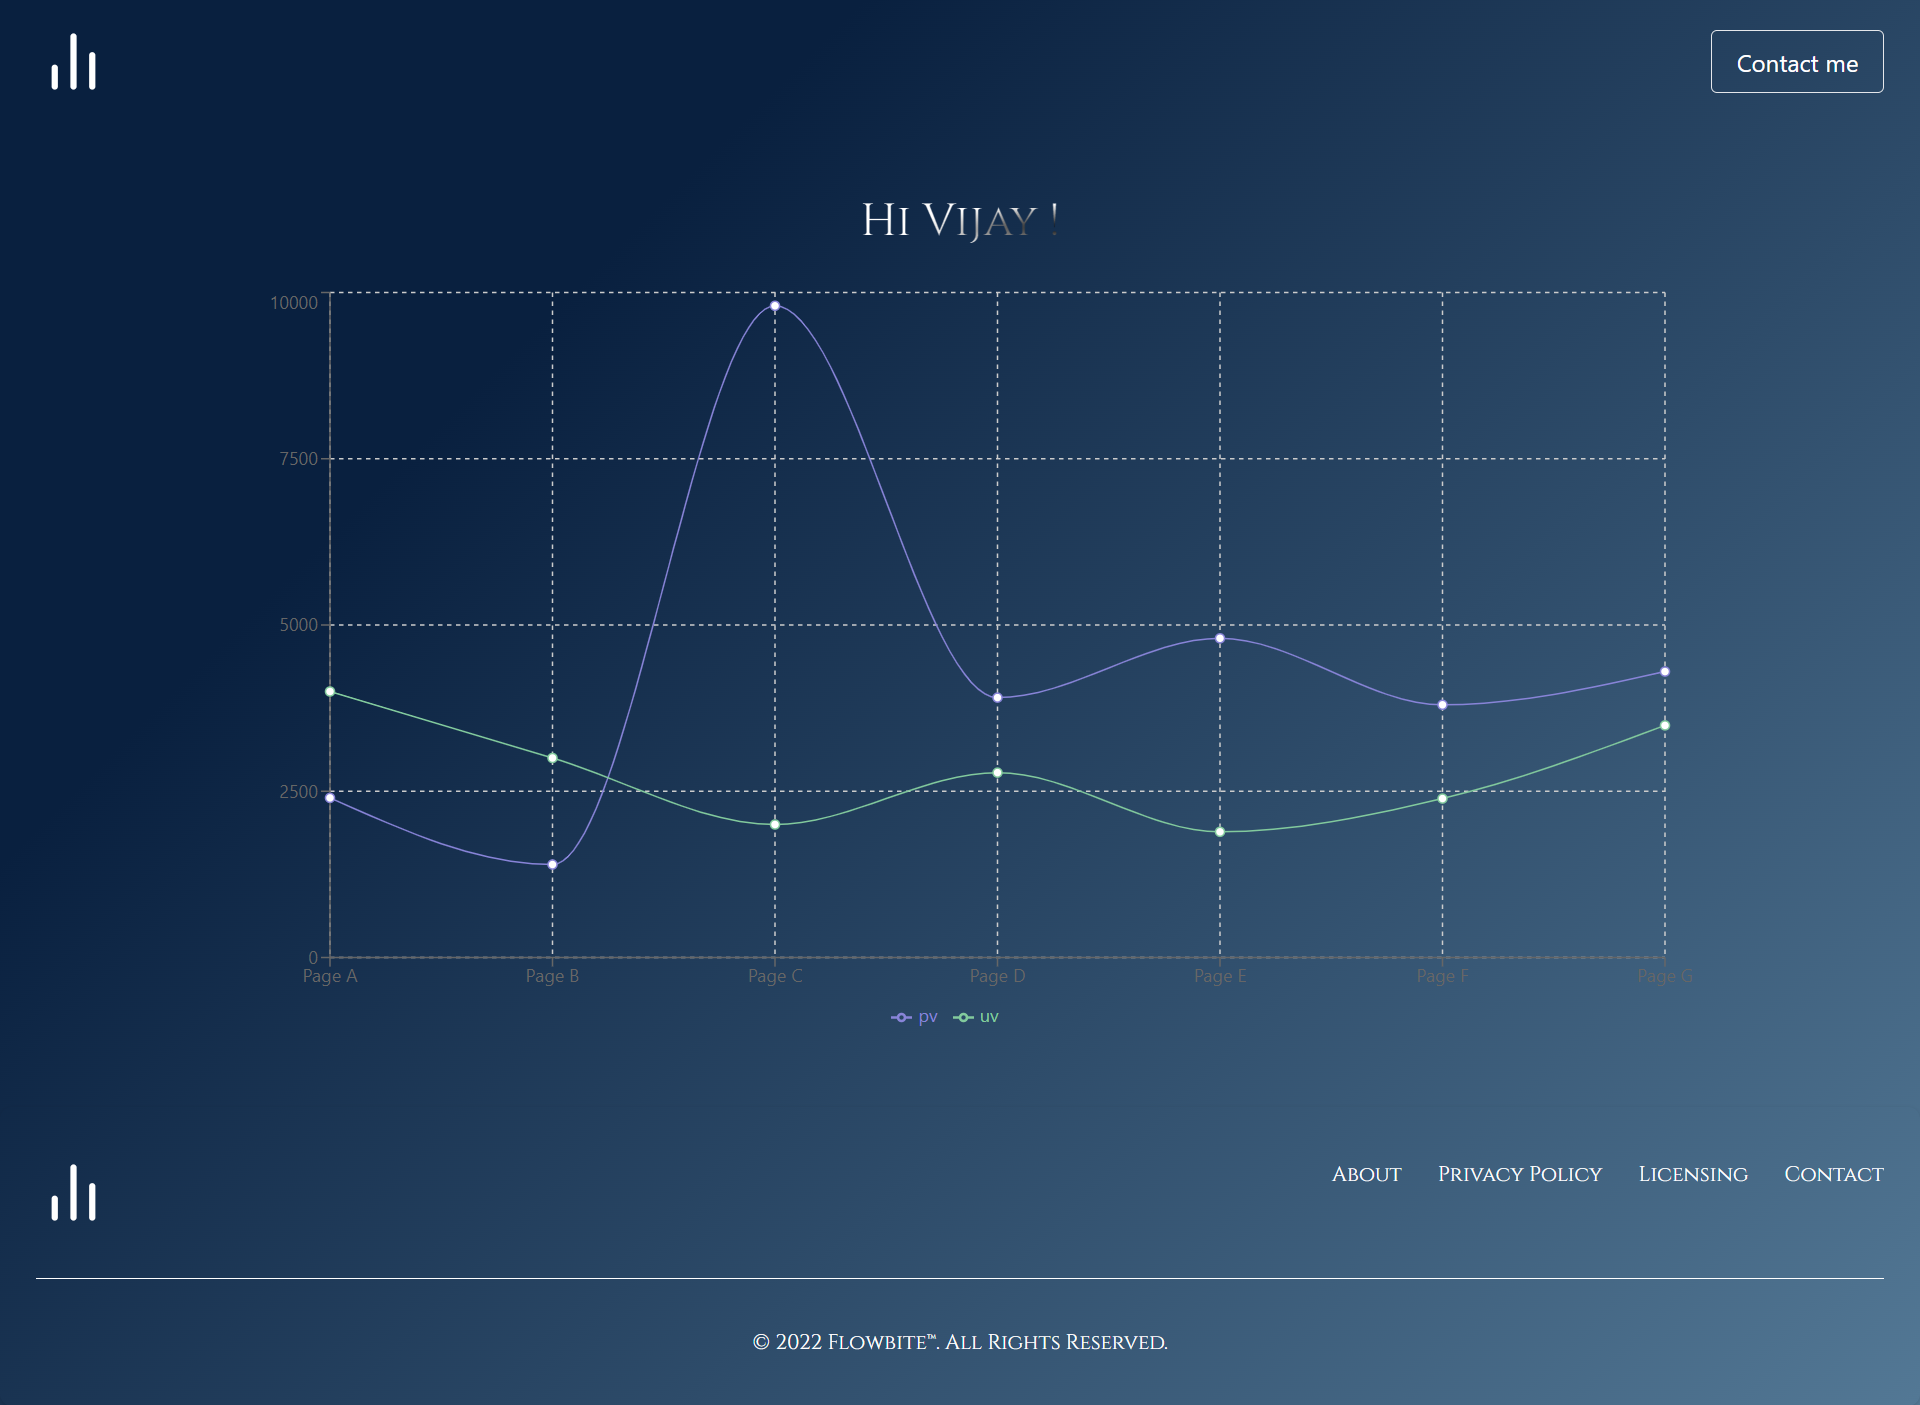 Contact me
Hi Vijay !
10000
7500
5000
2500
0
Page A Page B Page C Page D Page E Page F Page G
pv uv
About Privacy Policy Licensing Contact
© 2022 Flowbite™. All Rights Reserved.